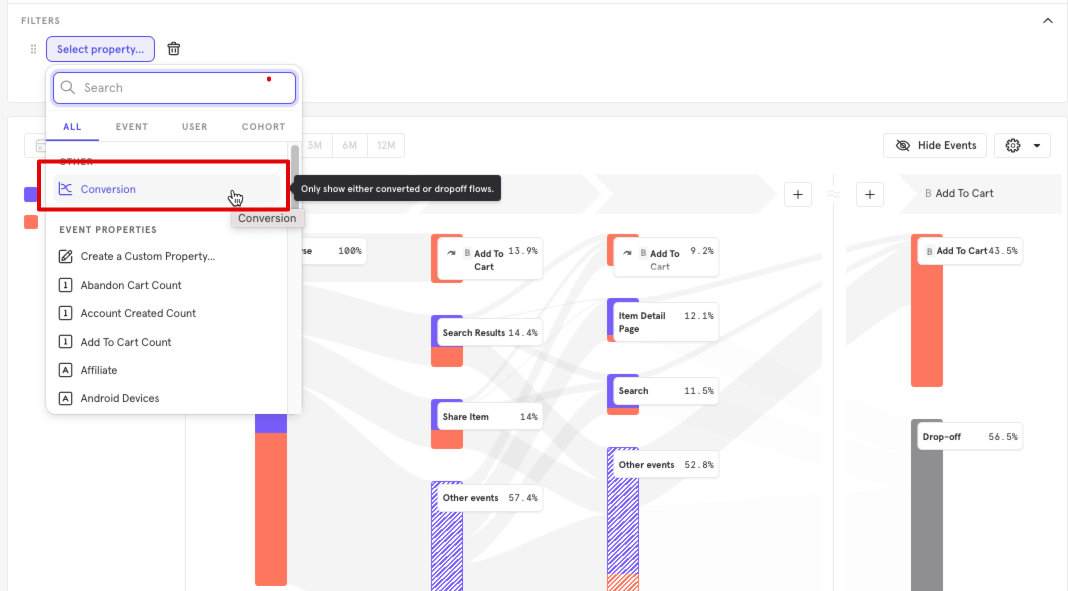 FILTERS
Select property...
Search
ALL EVENT USER COHORT
3M 6M 12M
Hide Events
OTHER
Conversion
Only show either converted or dropoff flows.
Conversion
B Add To Cart
EVENT PROPERTIES
Create a Custom Property...
Abandon Cart Count
Account Created Count
Add To Cart Count
Affiliate
Android Devices
100%
B Add To Cart 13.9%
Search Results 14.4%
Share Item 14%
Other events 57.4%
B Add To Cart 9.2%
Item Detail Page 12.1%
Search 11.5%
Other events 52.8%
B Add To Cart 43.5%
Drop-off 56.5%